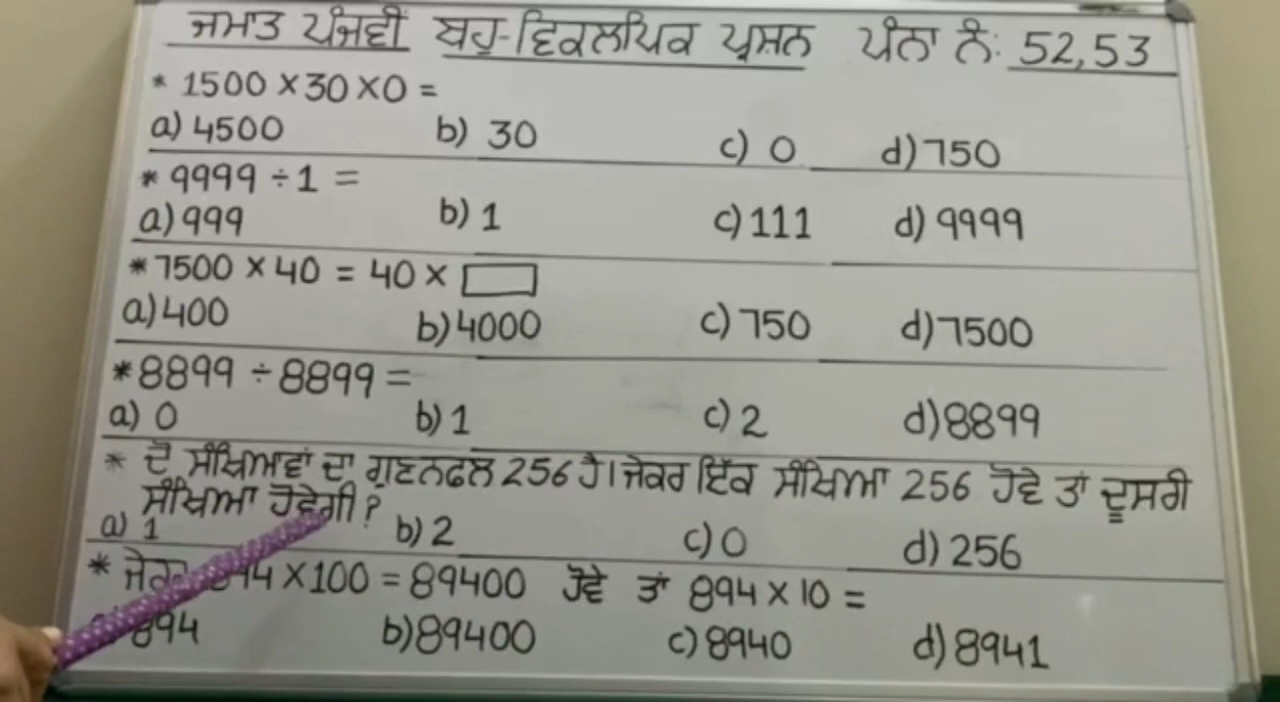 ਜਮਾਤ ਪੰਜਵੀਂ ਬਹੁ-ਵਿਕਲਪਿਕ ਪ੍ਰਸ਼ਨ ਪੰਨਾ ਨੰ: 52,53
* 1500 × 30 × 0 =
a) 4500 b) 30 c) 0 d) 750
* 9999 ÷ 1 =
a) 999 b) 1 c) 111 d) 9999
* 7500 × 40 = 40 ×
a) 400 b) 4000 c) 750 d) 7500
* 8899 ÷ 8899 =
a) 0 b) 1 c) 2 d) 8899
* ਦੋ ਸੰਖਿਆਵਾਂ ਦਾ ਗੁਣਨਫਲ 256 ਹੈ। ਜੇਕਰ ਇੱਕ ਸੰਖਿਆ 256 ਹੋਵੇ ਤਾਂ ਦੂਸਰੀ
ਸੰਖਿਆ ਹੋਵੇਗੀ?
a) 1 b) 2 c) 0 d) 256
* ਜੇਕਰ 894 × 100 = 89400 ਹੋਵੇ ਤਾਂ 894 × 10 =
894 b) 89400 c) 8940 d) 8941